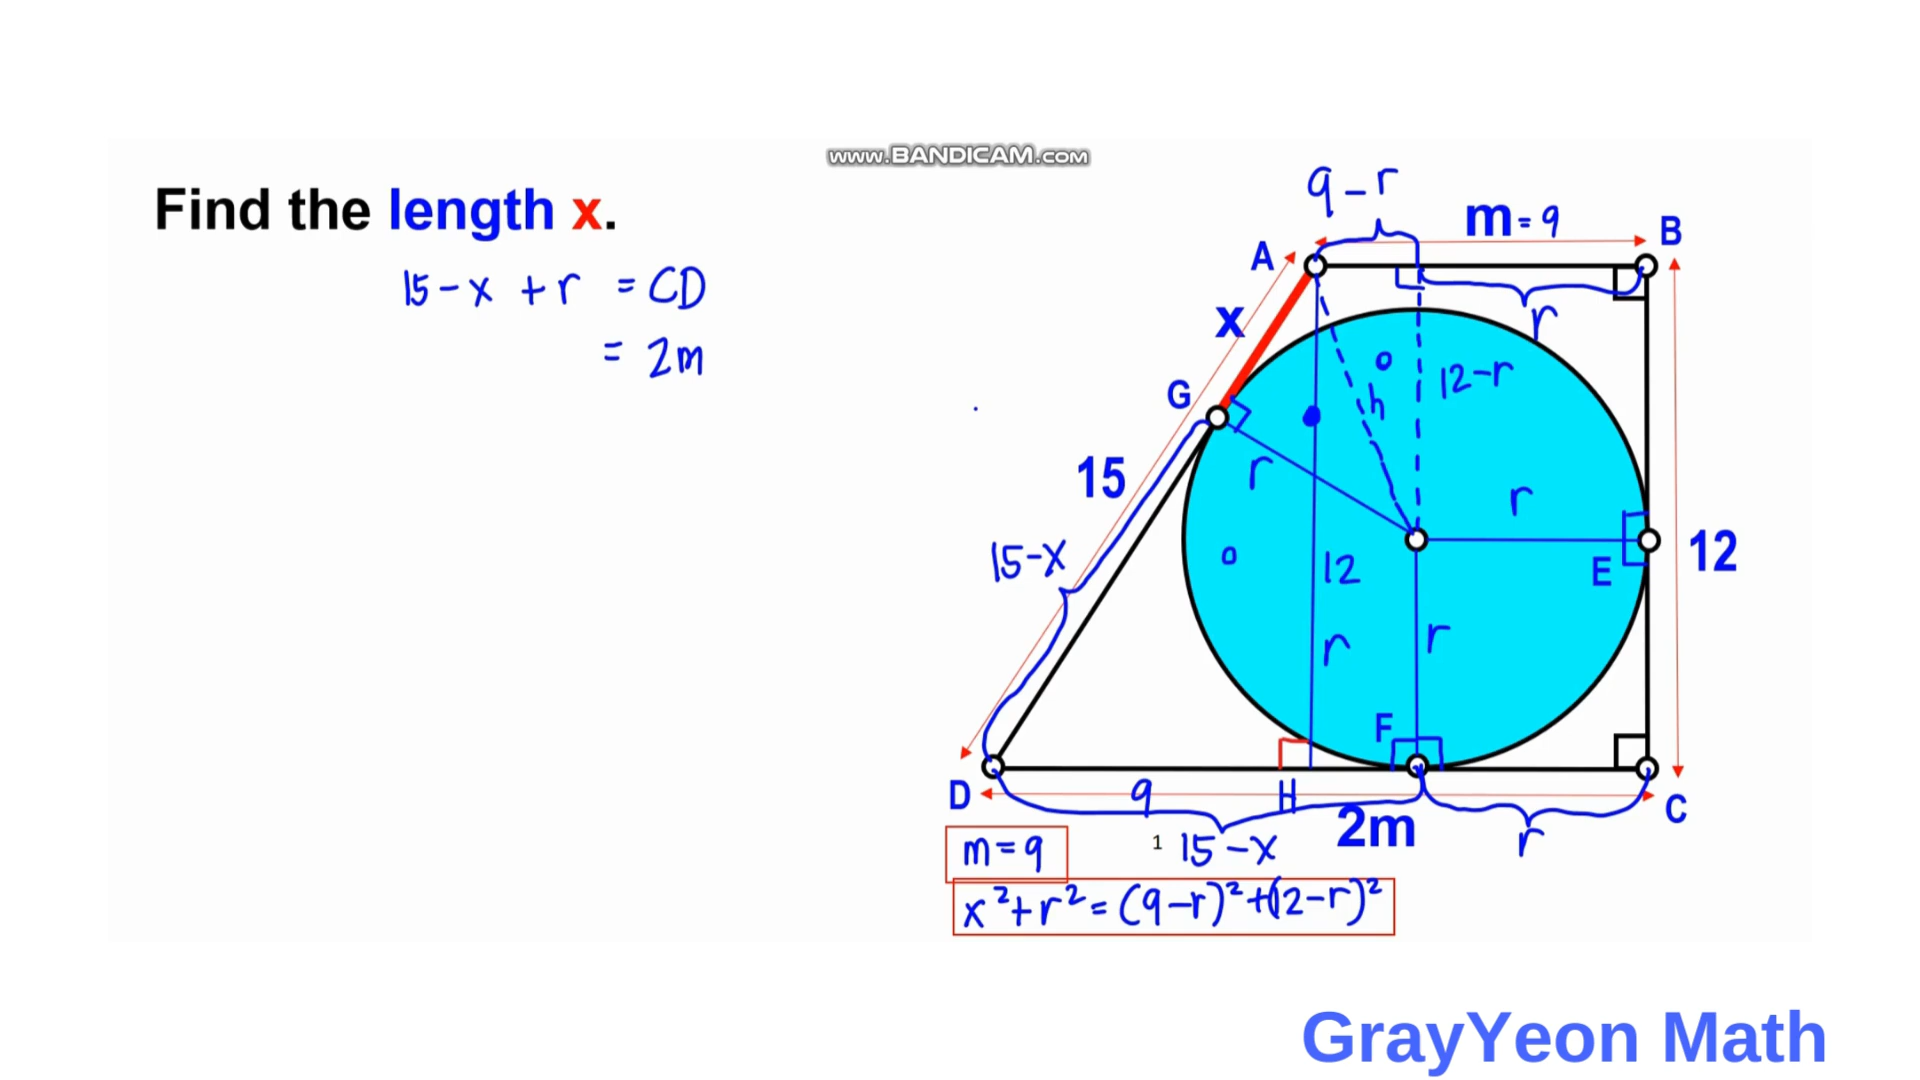 www.BANDICAM.com
Find the length x.
15-x +r = CD
= 2m
9-r
m=9
A
B
x
r
G
12-r
h
15
r
r
15-x
12
E
12
r
r
F
D
9
H
C
2m
m=9
1
15-x
r
x²+r²=(9-r)²+(12-r)²
GrayYeon Math